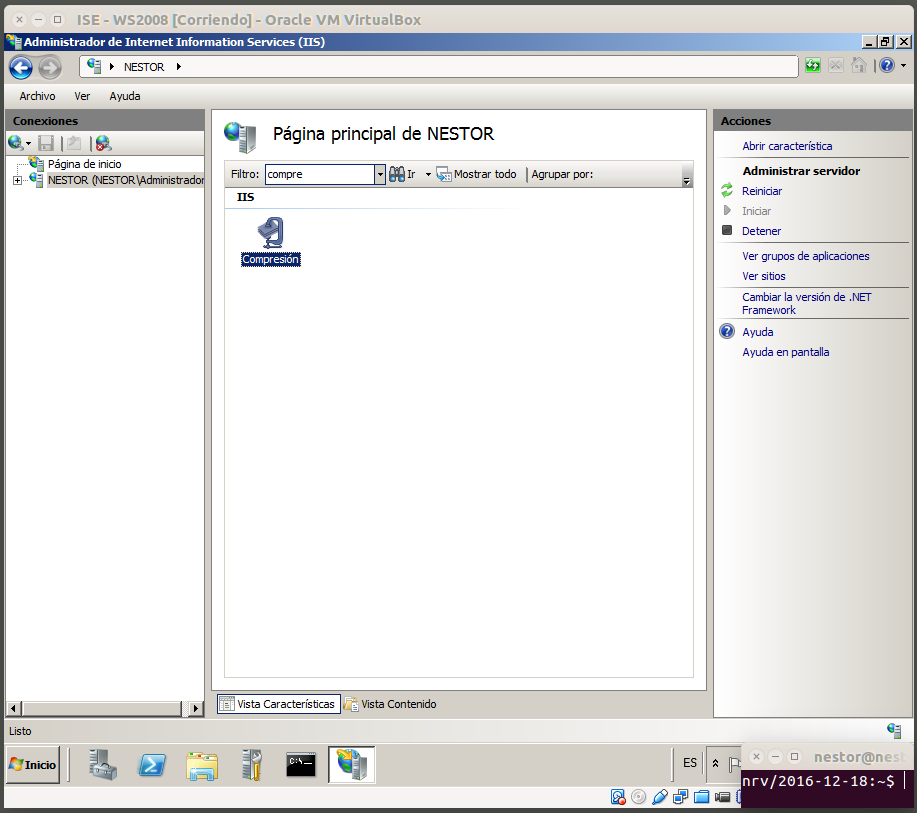 ISE - WS2008 [Corriendo] - Oracle VM VirtualBox
Administrador de Internet Information Services (IIS)
NESTOR
Archivo Ver Ayuda
Conexiones
Página de inicio
NESTOR (NESTOR\Administrador
Página principal de NESTOR
Filtro: compre Ir Mostrar todo Agrupar por:
IIS
Compresión
Acciones
Abrir característica
Administrar servidor
Reiniciar
Iniciar
Detener
Ver grupos de aplicaciones
Ver sitios
Cambiar la versión de .NET
Framework
Ayuda
Ayuda en pantalla
Vista Características Vista Contenido
Listo
Inicio
C:\
ES
nestor@nest
nrv/2016-12-18:~$